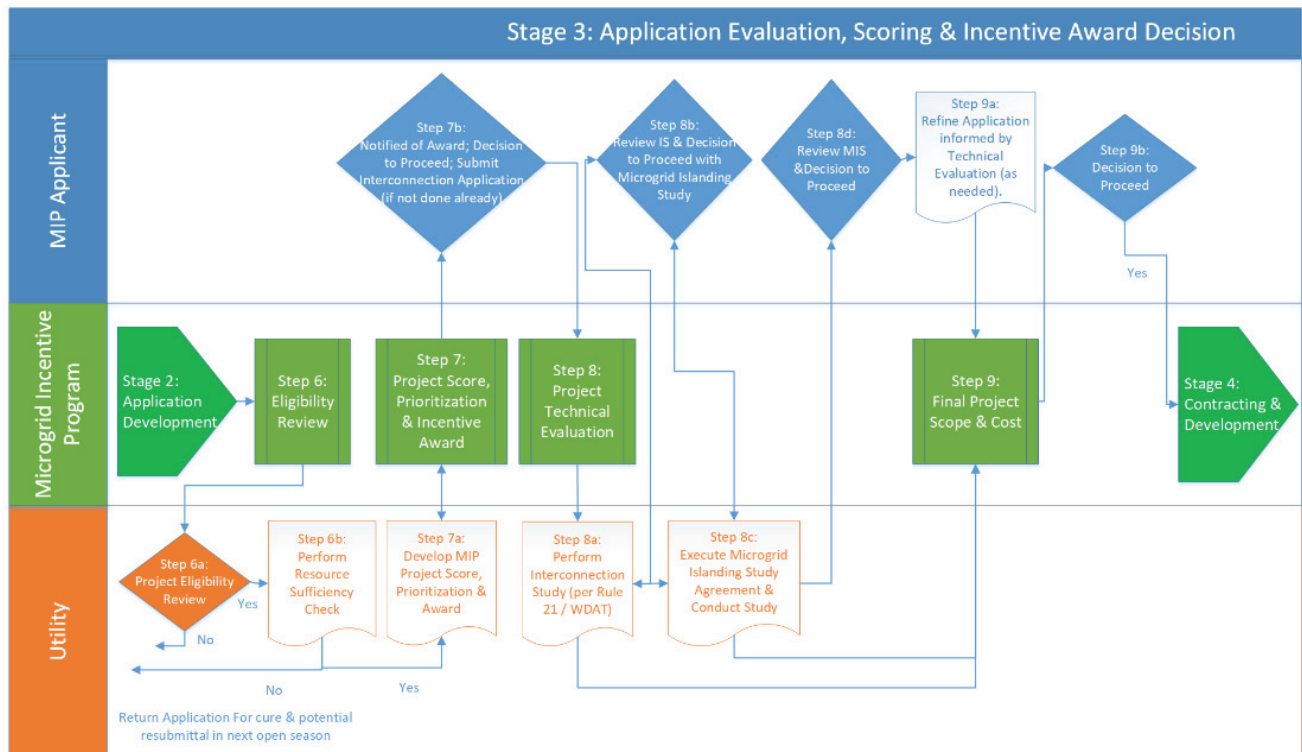 Stage 3: Application Evaluation, Scoring & Incentive Award Decision
MIP Applicant
Step 7b:
Notified of Award; Decision
to Proceed; Submit
Interconnection Application
(if not done already)
Step 8b:
Review IS & Decision
to Proceed with
Microgrid Islanding
Study
Step 8d:
Review MIS
&Decision to
Proceed
Step 9a:
Refine Application
informed by
Technical
Evaluation (as
needed).
Step 9b:
Decision to
Proceed
Yes
Microgrid Incentive
Program
Stage 2:
Application
Development
Step 6:
Eligibility
Review
Step 7:
Project Score,
Prioritization
& Incentive
Award
Step 8:
Project
Technical
Evaluation
Step 9:
Final Project
Scope & Cost
Stage 4:
Contracting &
Development
Utility
Step 6a:
Project Eligibility
Review
Yes
No
Step 6b:
Perform
Resource
Sufficiency
Check
No
Yes
Step 7a:
Develop MIP
Project Score,
Prioritization &
Award
Step 8a:
Perform
Interconnection
Study (per Rule
21 / WDAT)
Step 8c:
Execute Microgrid
Islanding Study
Agreement &
Conduct Study
Return Application For cure & potential
resubmittal in next open season